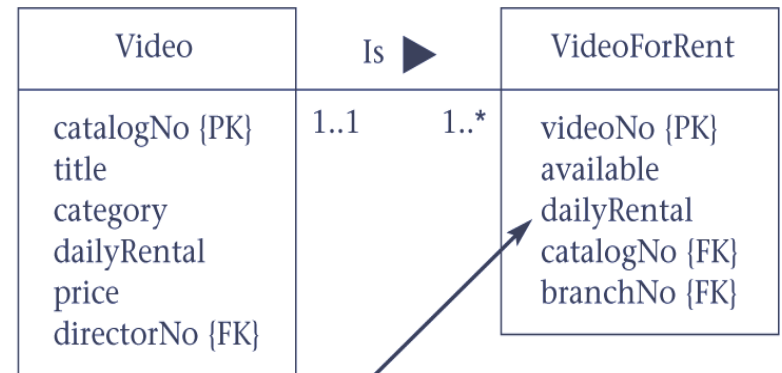 Video
Is
VideoForRent
1..1
1..*
catalogNo {PK}
title
category
dailyRental
price
directorNo {FK}
videoNo {PK}
available
dailyRental
catalogNo {FK}
branchNo {FK}